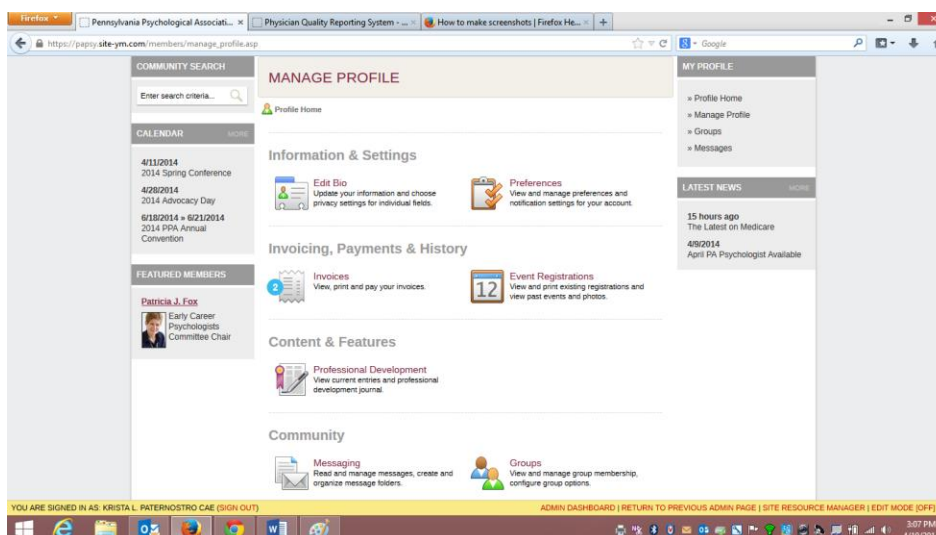 Firefox
Pennsylvania Psychological Associati... ×
Physician Quality Reporting System - ... ×
How to make screenshots | Firefox He... ×
+
https://papsy.site-ym.com/members/manage_profile.asp
Google
COMMUNITY SEARCH
Enter search criteria...
CALENDAR MORE
4/11/2014
2014 Spring Conference
4/28/2014
2014 Advocacy Day
6/18/2014 » 6/21/2014
2014 PPA Annual
Convention
FEATURED MEMBERS
Patricia J. Fox
Early Career
Psychologists
Committee Chair
MANAGE PROFILE
Profile Home
Information & Settings
Edit Bio
Update your information and choose
privacy settings for individual fields.
Preferences
View and manage preferences and
notification settings for your account.
Invoicing, Payments & History
2
Invoices
View, print and pay your invoices.
12
Event Registrations
View and print existing registrations and
view past events and photos.
Content & Features
Professional Development
View current entries and professional
development journal.
Community
Messaging
Read and manage messages, create and
organize message folders.
Groups
View and manage group membership,
configure group options.
MY PROFILE
» Profile Home
» Manage Profile
» Groups
» Messages
LATEST NEWS MORE
15 hours ago
The Latest on Medicare
4/9/2014
April PA Psychologist Available
YOU ARE SIGNED IN AS: KRISTA L. PATERNOSTRO CAE (SIGN OUT)
ADMIN DASHBOARD | RETURN TO PREVIOUS ADMIN PAGE | SITE RESOURCE MANAGER | EDIT MODE [OFF]
3:07 PM